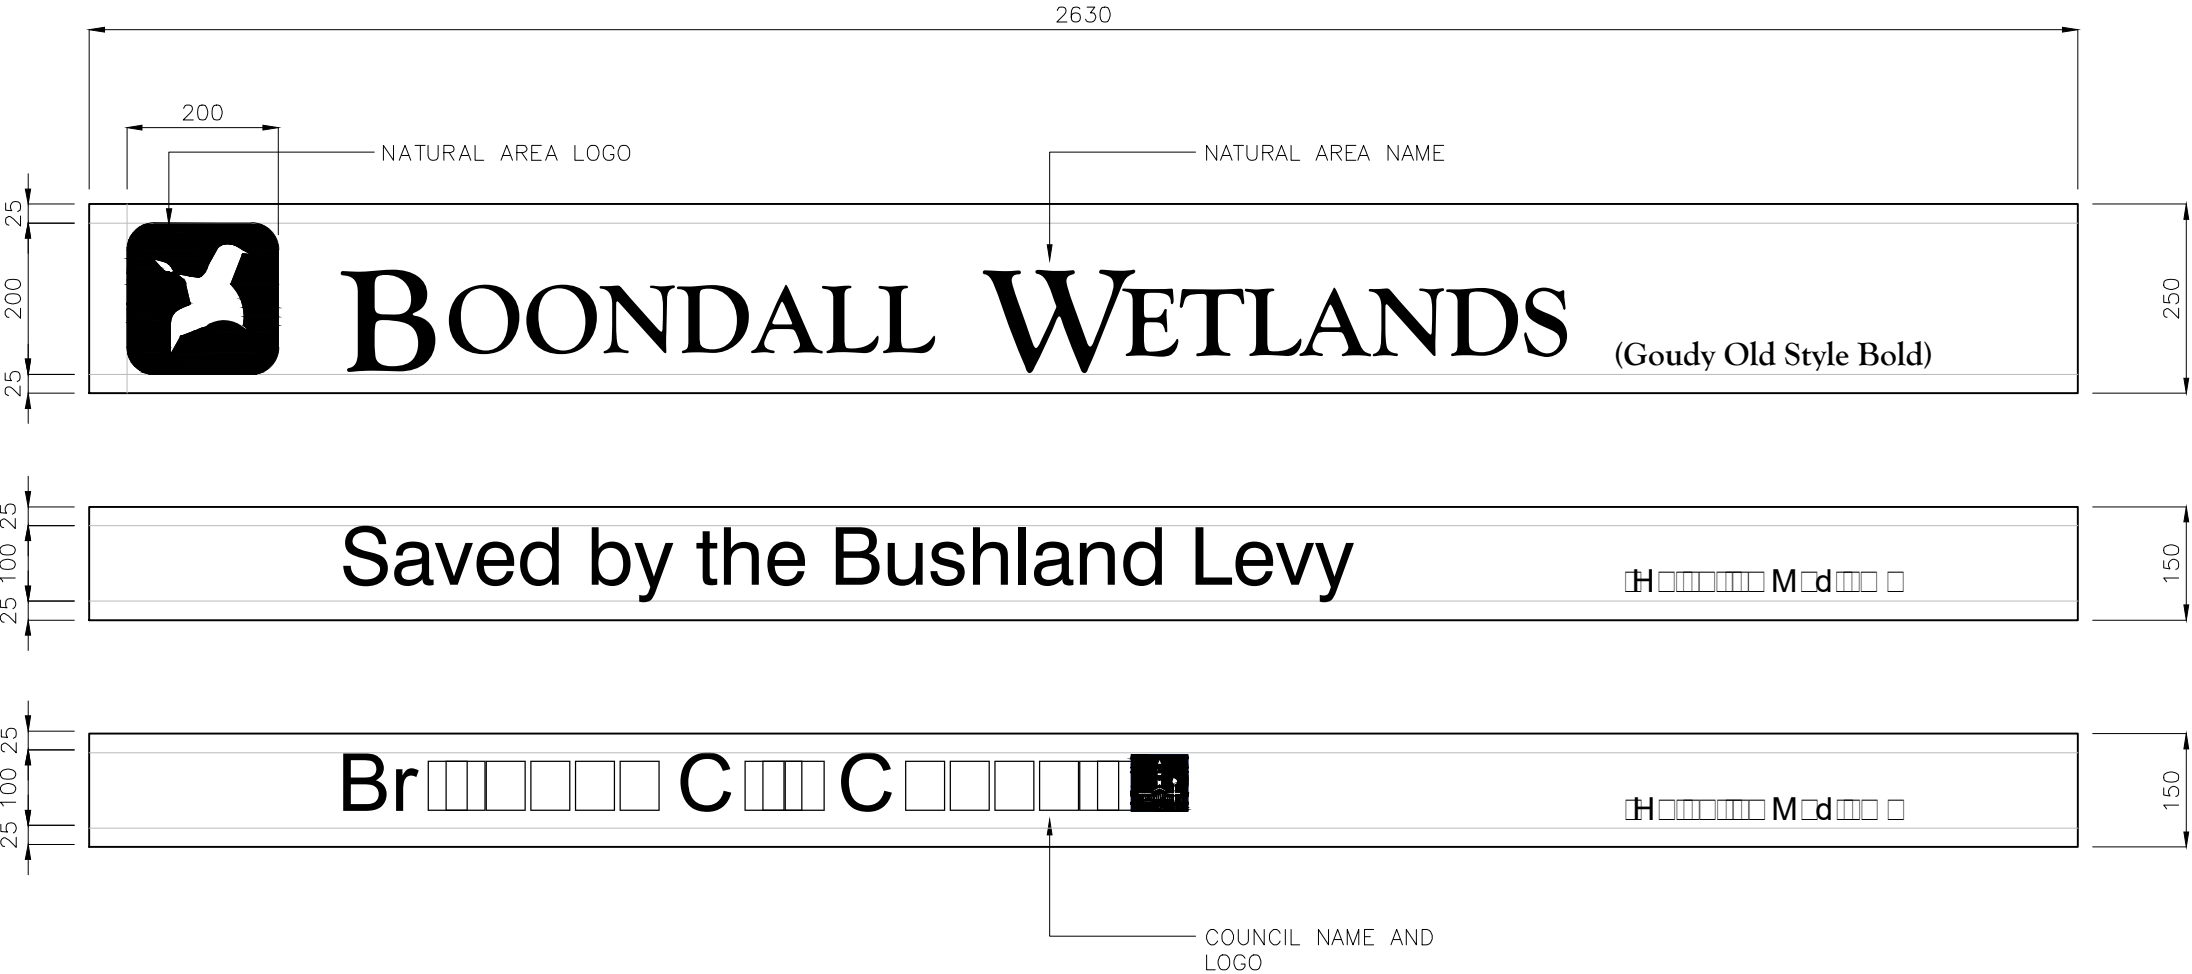 2630
200
NATURAL AREA LOGO
NATURAL AREA NAME
25
200
25
BOONDALL WETLANDS
(Goudy Old Style Bold)
250
25
100
25
Saved by the Bushland Levy
150
25
100
25
150
COUNCIL NAME AND
LOGO